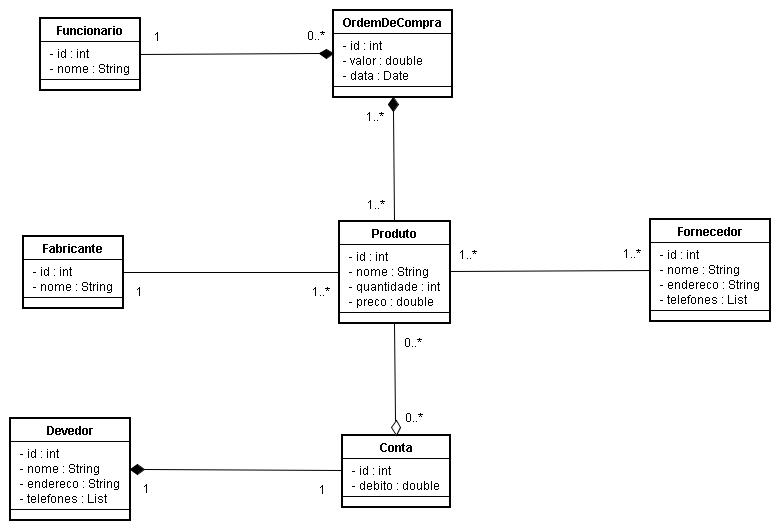 Funcionario
- id : int
- nome : String
1
0..*
OrdemDeCompra
- id : int
- valor : double
- data : Date
1..*
1..*
Fabricante
- id : int
- nome : String
1
1..*
Produto
- id : int
- nome : String
- quantidade : int
- preco : double
1..*
1..*
Fornecedor
- id : int
- nome : String
- endereco : String
- telefones : List
0..*
0..*
Devedor
- id : int
- nome : String
- endereco : String
- telefones : List
1
1
Conta
- id : int
- debito : double